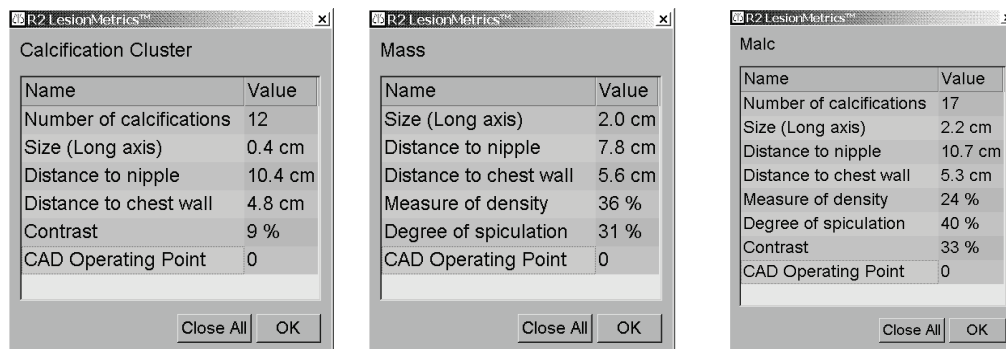 R2 LesionMetrics™
Calcification Cluster
Name Value
Number of calcifications 12
Size (Long axis) 0.4 cm
Distance to nipple 10.4 cm
Distance to chest wall 4.8 cm
Contrast 9 %
CAD Operating Point 0
Close All OK
R2 LesionMetrics™
Mass
Name Value
Size (Long axis) 2.0 cm
Distance to nipple 7.8 cm
Distance to chest wall 5.6 cm
Measure of density 36 %
Degree of spiculation 31 %
CAD Operating Point 0
Close All OK
R2 LesionMetrics™
Malc
Name Value
Number of calcifications 17
Size (Long axis) 2.2 cm
Distance to nipple 10.7 cm
Distance to chest wall 5.3 cm
Measure of density 24 %
Degree of spiculation 40 %
Contrast 33 %
CAD Operating Point 0
Close All OK